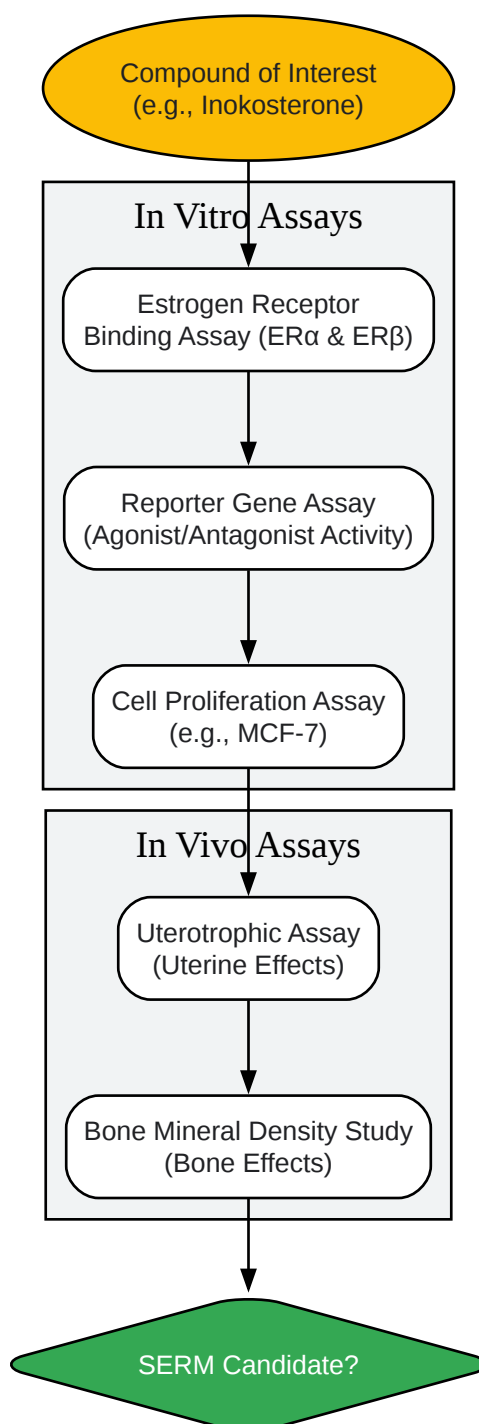 Compound of Interest
(e.g., Inokosterone)
In Vitro Assays
Estrogen Receptor
Binding Assay (ERα & ERβ)
Reporter Gene Assay
(Agonist/Antagonist Activity)
Cell Proliferation Assay
(e.g., MCF-7)
In Vivo Assays
Uterotrophic Assay
(Uterine Effects)
Bone Mineral Density Study
(Bone Effects)
SERM Candidate?